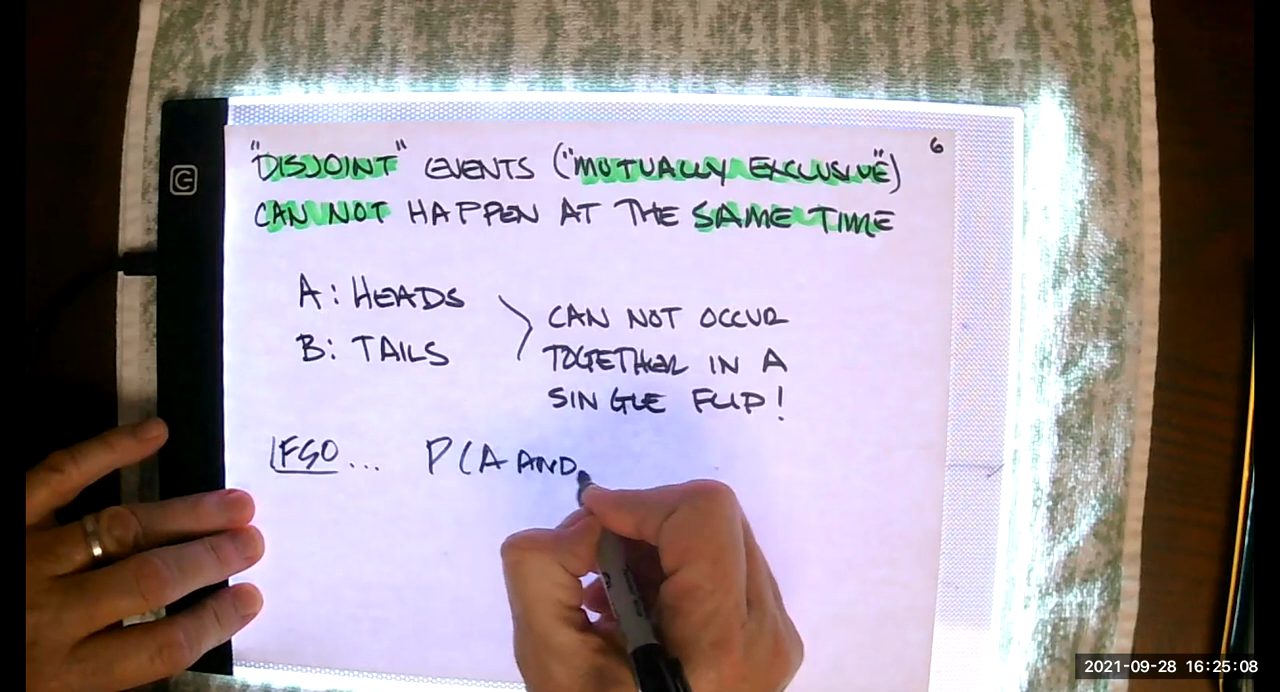 6
"DISJOINT" EVENTS ("MUTUALLY EXCLUSIVE")
CAN NOT HAPPEN AT THE SAME TIME
A: HEADS
B: TAILS
CAN NOT OCCUR
TOGETHER IN A
SINGLE FLIP!
... P(A AND
2021-09-28 16:25:08